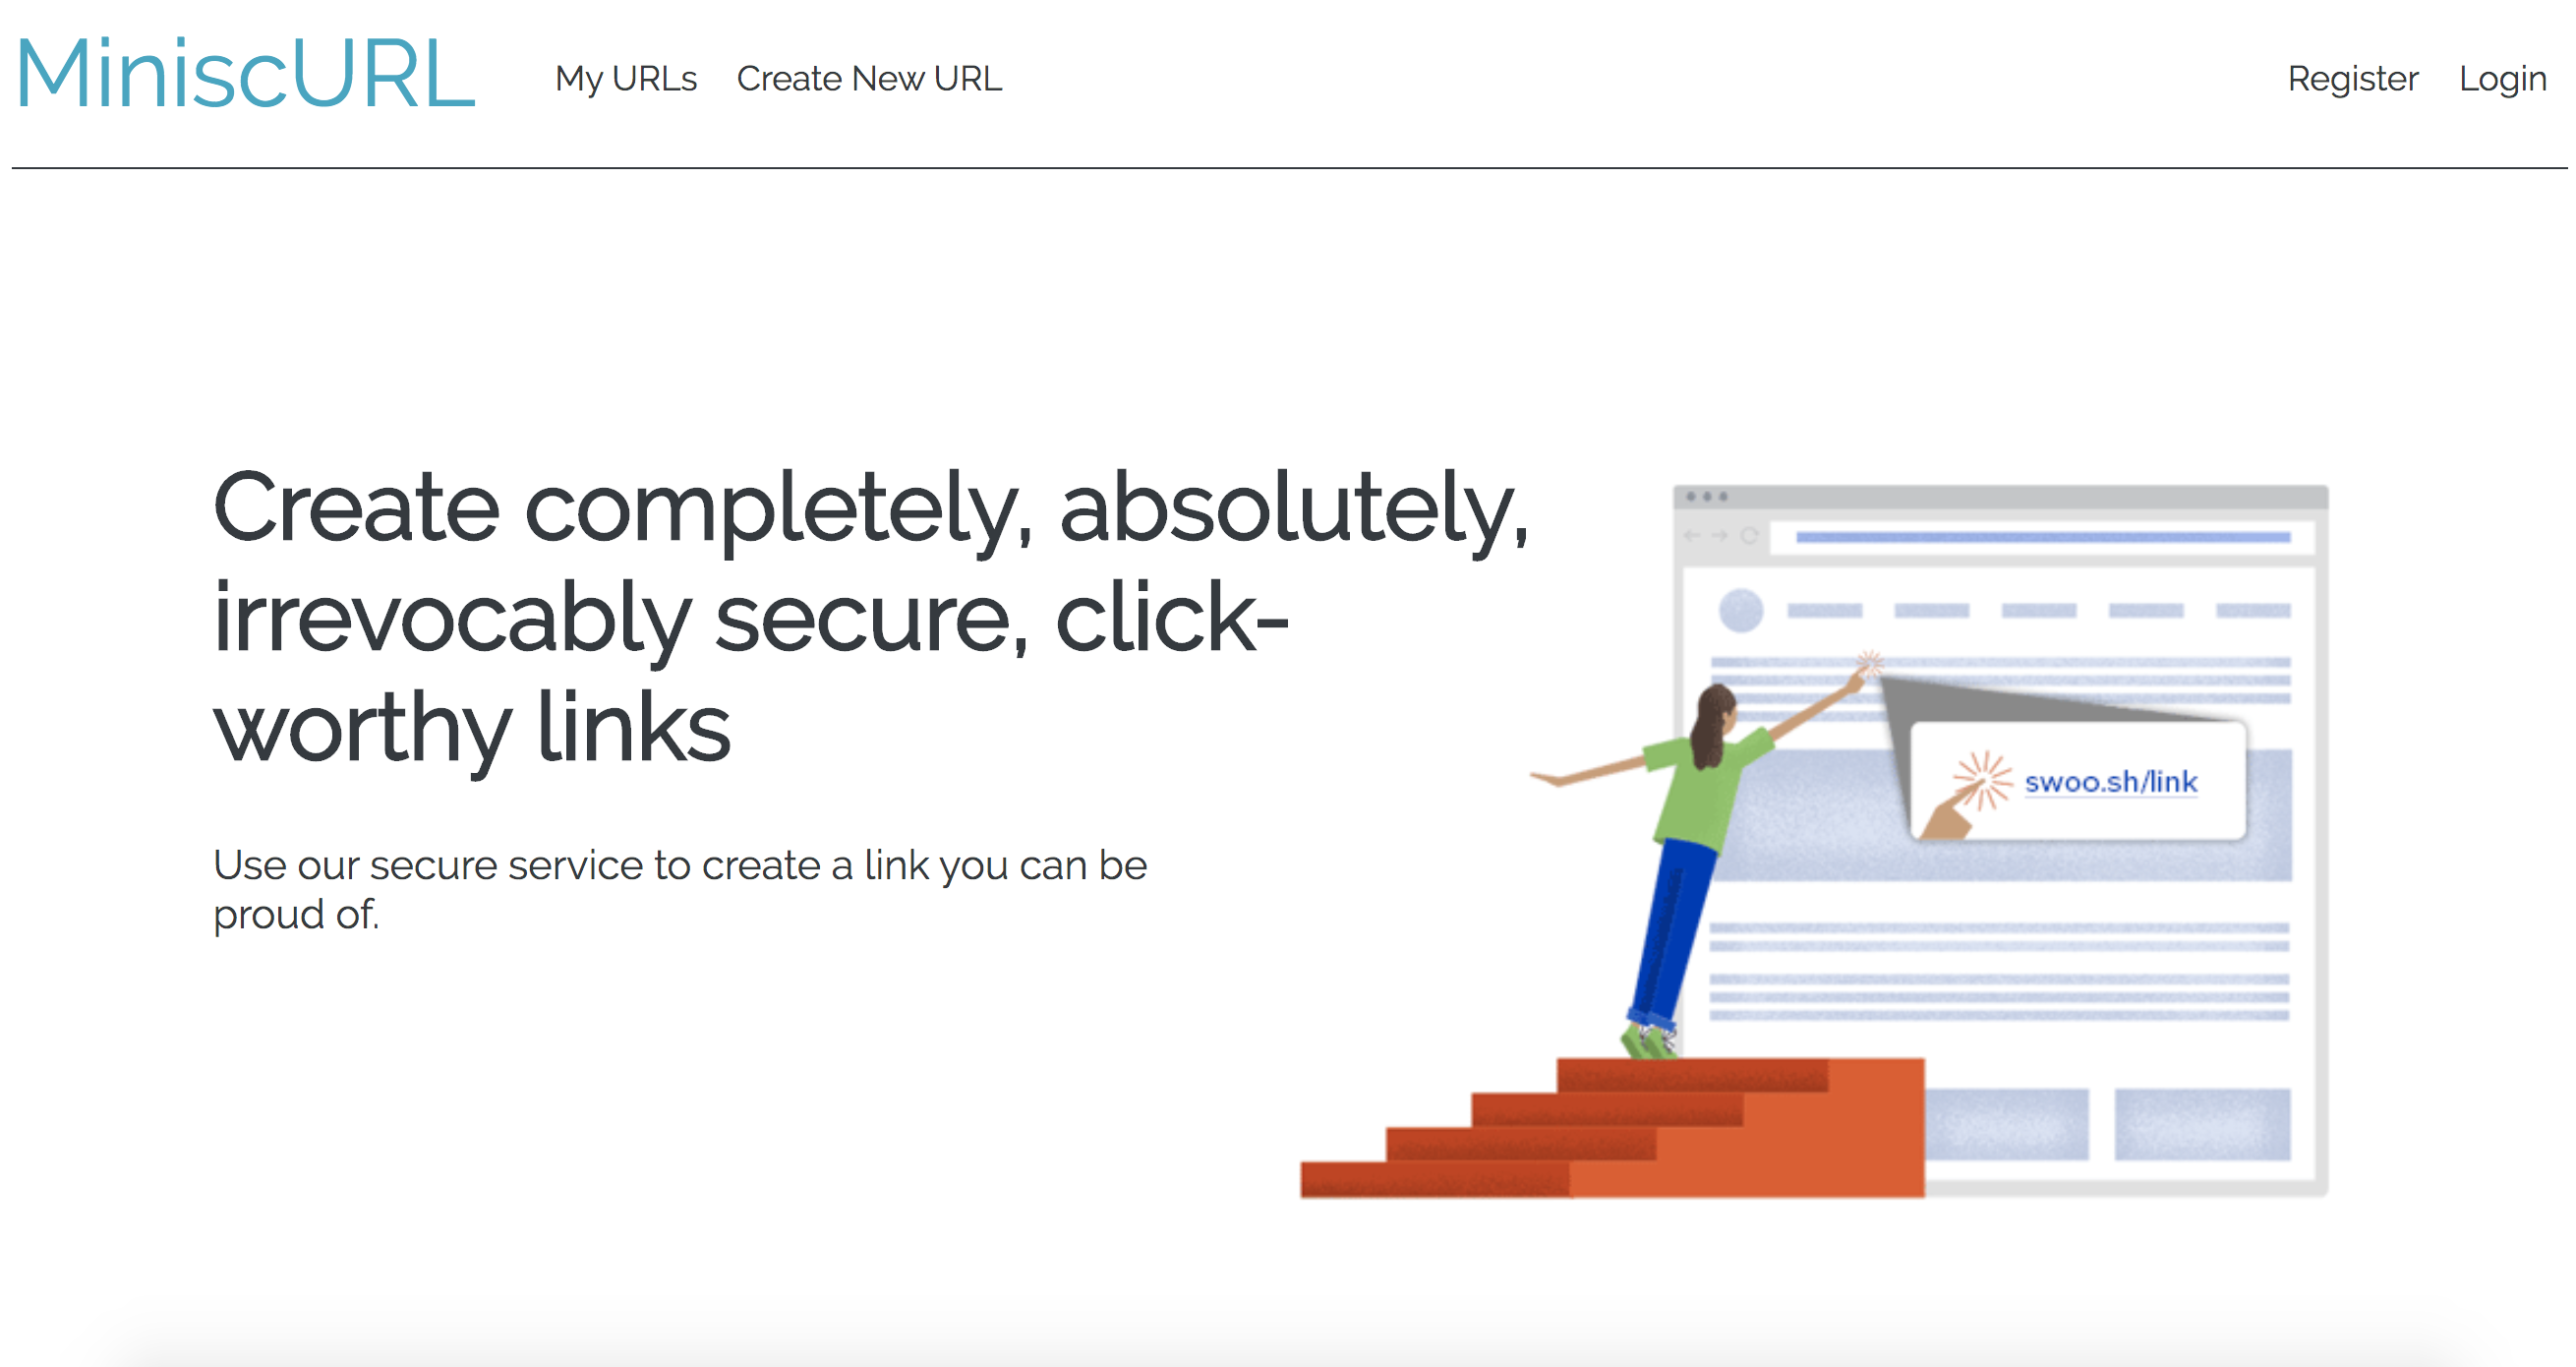 MiniscURL
My URLs
Create New URL
Register
Login
Create completely, absolutely,
irrevocably secure, click-
worthy links
Use our secure service to create a link you can be
proud of.
swoo.sh/link